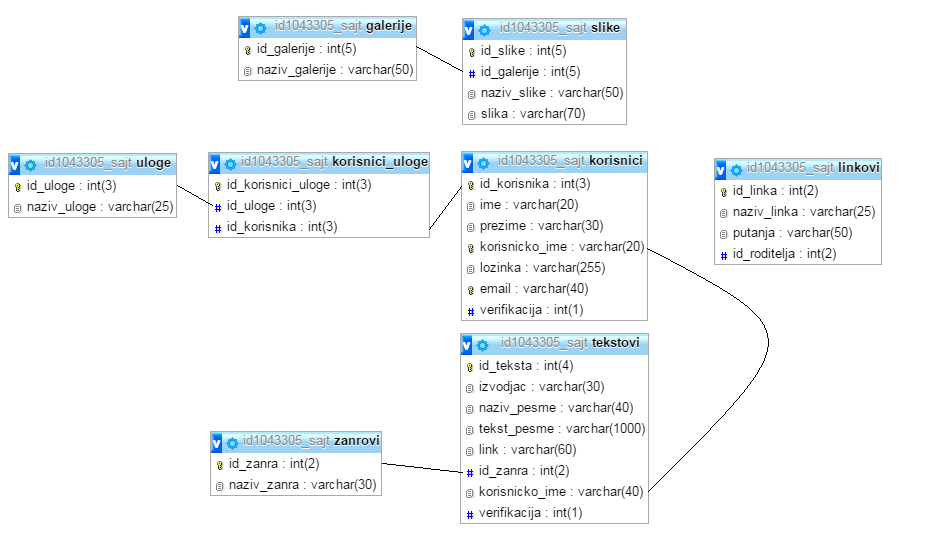 v id1043305_sajt galerije
id_galerije : int(5)
naziv_galerije : varchar(50)
v id1043305_sajt slike
id_slike : int(5)
# id_galerije : int(5)
naziv_slike : varchar(50)
slika : varchar(70)
v id1043305_sajt uloge
id_uloge : int(3)
naziv_uloge : varchar(25)
v id1043305_sajt korisnici_uloge
id_korisnici_uloge : int(3)
# id_uloge : int(3)
# id_korisnika : int(3)
v id1043305_sajt korisnici
id_korisnika : int(3)
ime : varchar(20)
prezime : varchar(30)
korisnicko_ime : varchar(20)
lozinka : varchar(255)
email : varchar(40)
# verifikacija : int(1)
v id1043305_sajt linkovi
id_linka : int(2)
naziv_linka : varchar(25)
putanja : varchar(50)
# id_roditelja : int(2)
v id1043305_sajt zanrovi
id_zanra : int(2)
naziv_zanra : varchar(30)
v id1043305_sajt tekstovi
id_teksta : int(4)
izvodjac : varchar(30)
naziv_pesme : varchar(40)
tekst_pesme : varchar(1000)
link : varchar(60)
# id_zanra : int(2)
korisnicko_ime : varchar(40)
# verifikacija : int(1)